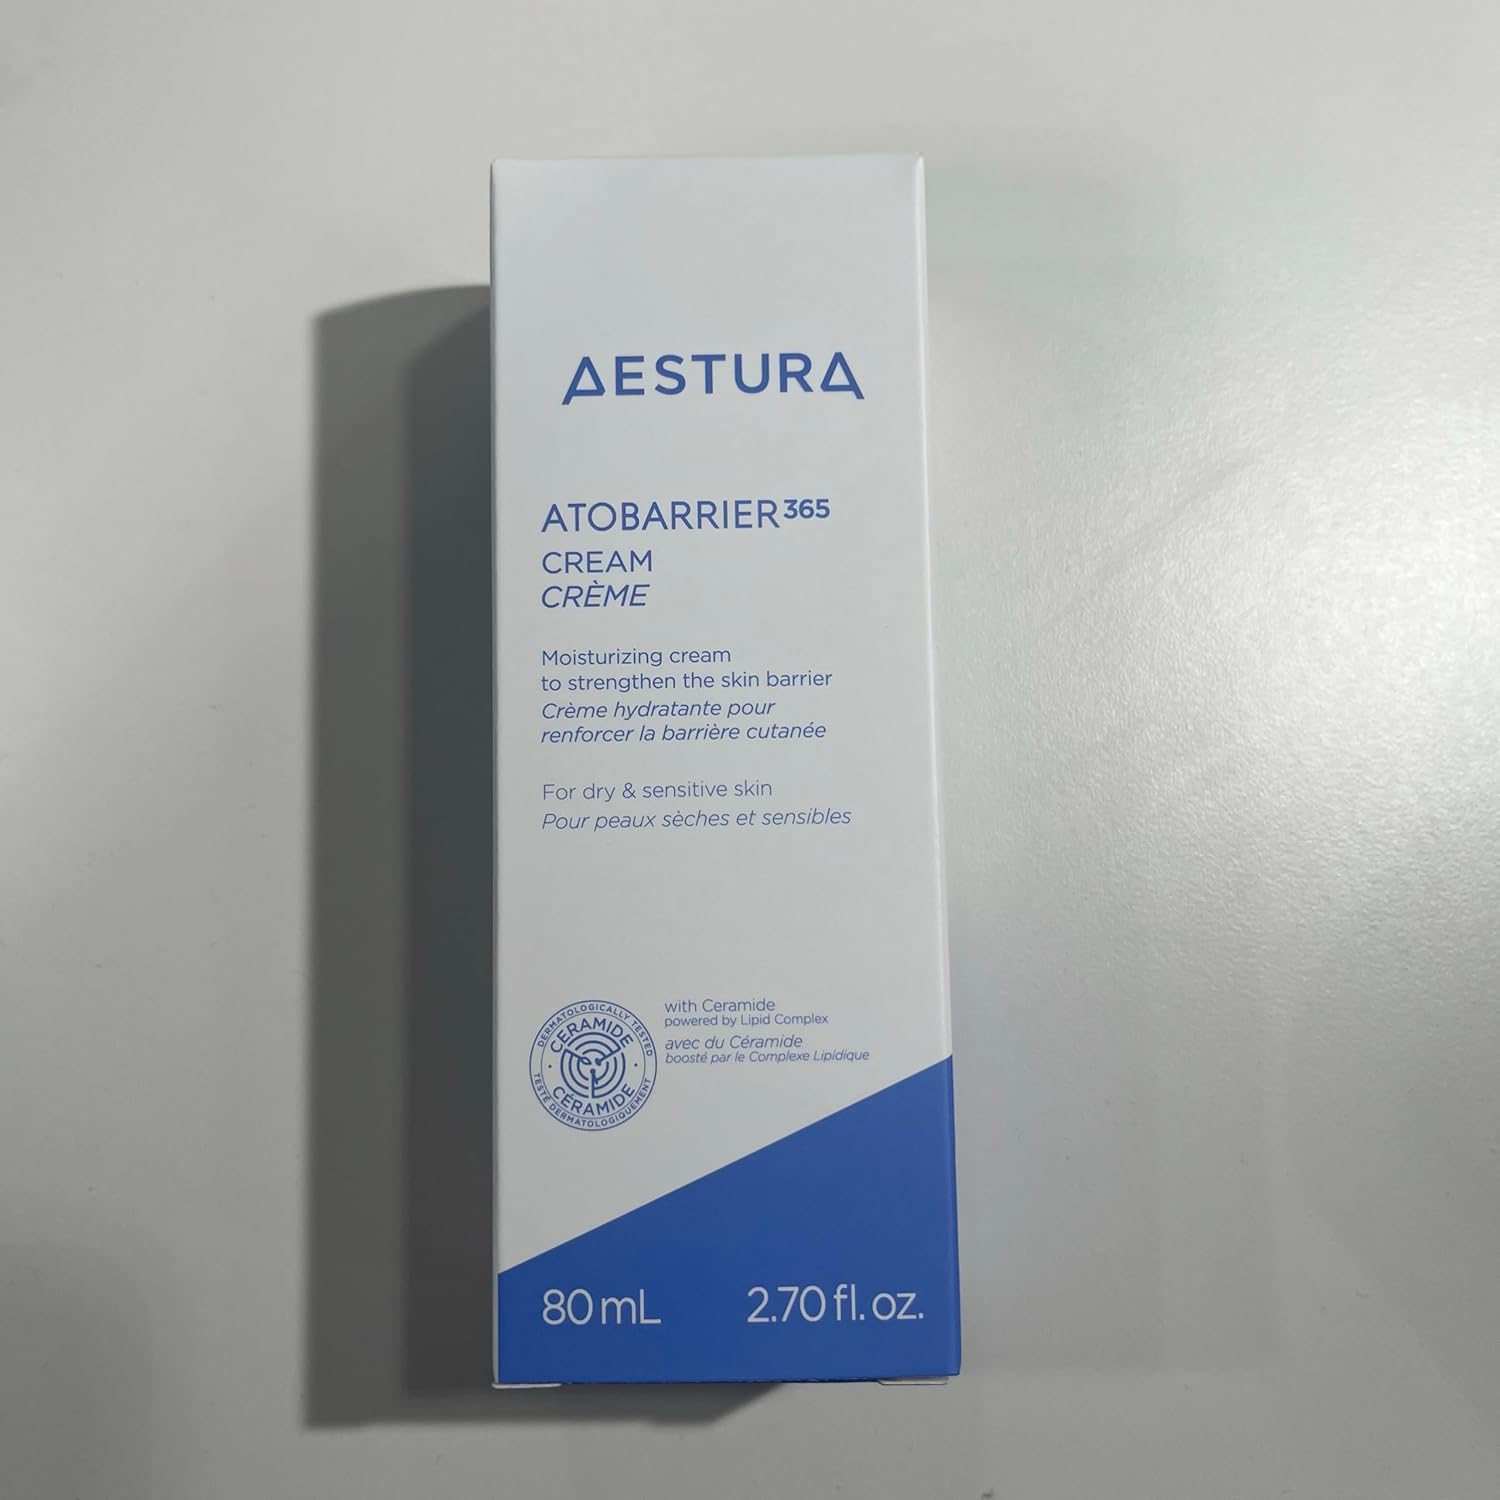 AESTURA
ATOBARRIER365
CREAM
CRÈME
Moisturizing cream
to strengthen the skin barrier
Crème hydratante pour
renforcer la barrière cutanée
For dry & sensitive skin
Pour peaux sèches et sensibles
DERMATOLOGICALLY TESTED
CERAMIDE
CÉRAMIDE
TESTÉ DERMATOLOGIQUEMENT
with Ceramide
powered by Lipid Complex
avec du Céramide
boosté par le Complexe Lipidique
80 mL 2.70 fl. oz.